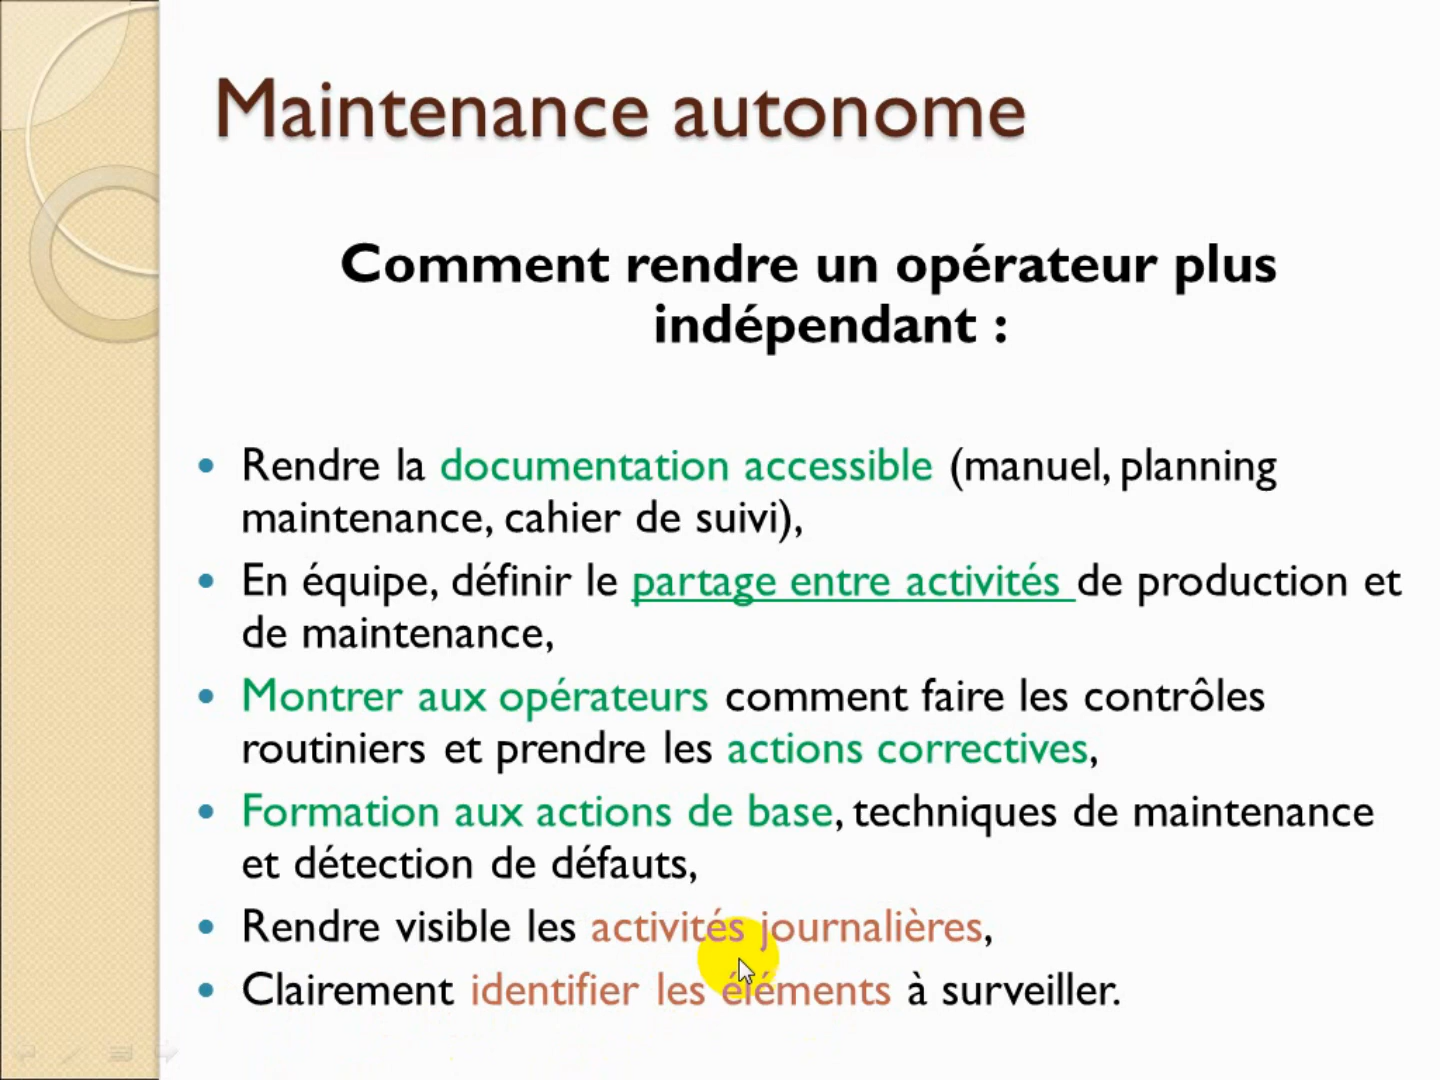 Maintenance autonome
Comment rendre un opérateur plus
indépendant :
• Rendre la documentation accessible (manuel, planning
maintenance, cahier de suivi),
• En équipe, définir le partage entre activités de production et
de maintenance,
• Montrer aux opérateurs comment faire les contrôles
routiniers et prendre les actions correctives,
• Formation aux actions de base, techniques de maintenance
et détection de défauts,
• Rendre visible les activités journalières,
• Clairement identifier les éléments à surveiller.